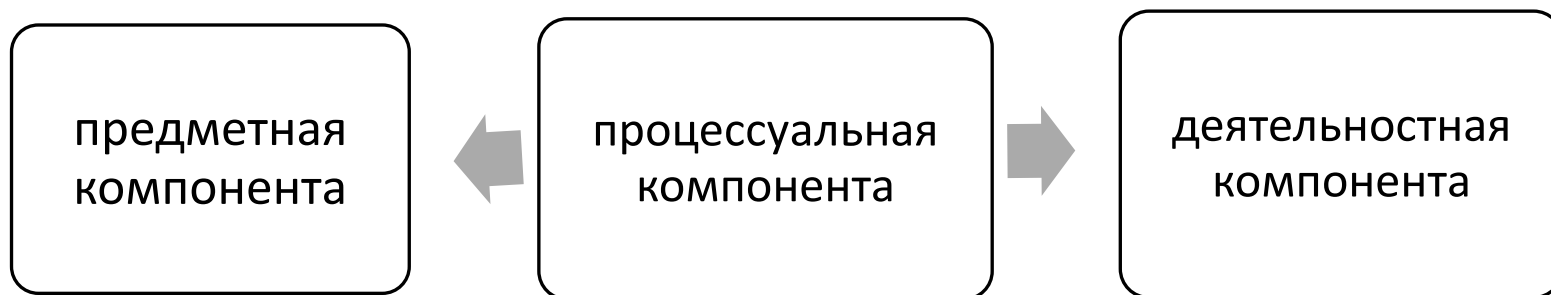 предметная
компонента
процессуальная
компонента
деятельностная
компонента